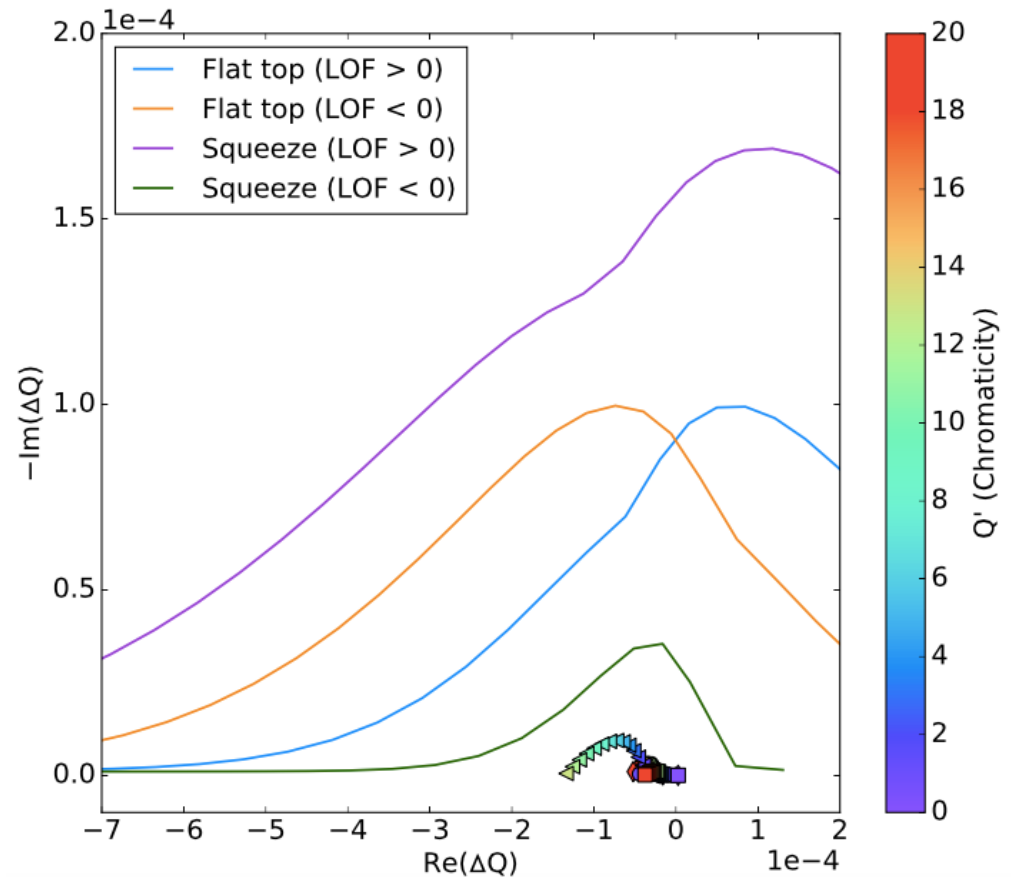 1e−4
2.0
1.5
1.0
0.5
0.0
−Im(ΔQ)
Flat top (LOF > 0)
Flat top (LOF < 0)
Squeeze (LOF > 0)
Squeeze (LOF < 0)
−7 −6 −5 −4 −3 −2 −1 0 1 2
Re(ΔQ)
1e−4
20
18
16
14
12
10
8
6
4
2
0
Q' (Chromaticity)